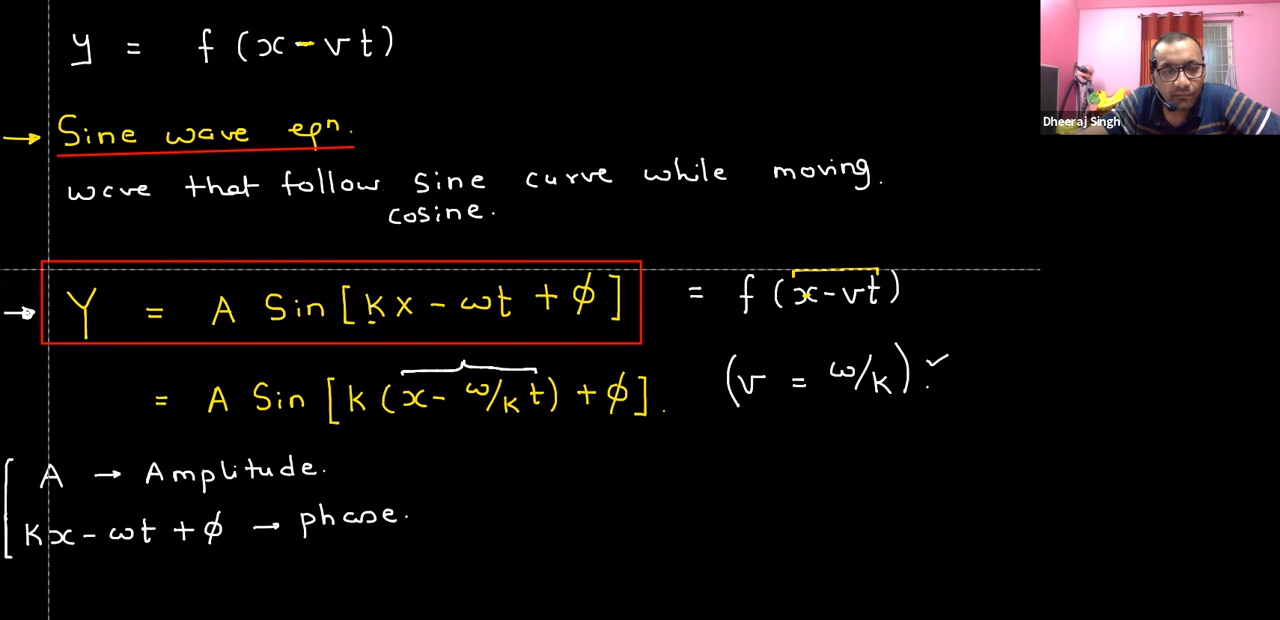 y = f (x - vt)
Dheeraj Singh
→ Sine wave eqn.
wave that follow sine curve while moving.
cosine.
→ Y = A Sin [kx - ωt + ϕ] = f (x - vt)
= A Sin [k (x - ω/k t) + ϕ]. (v = ω/k) ✓
A → Amplitude.
kx - ωt + ϕ → phase.